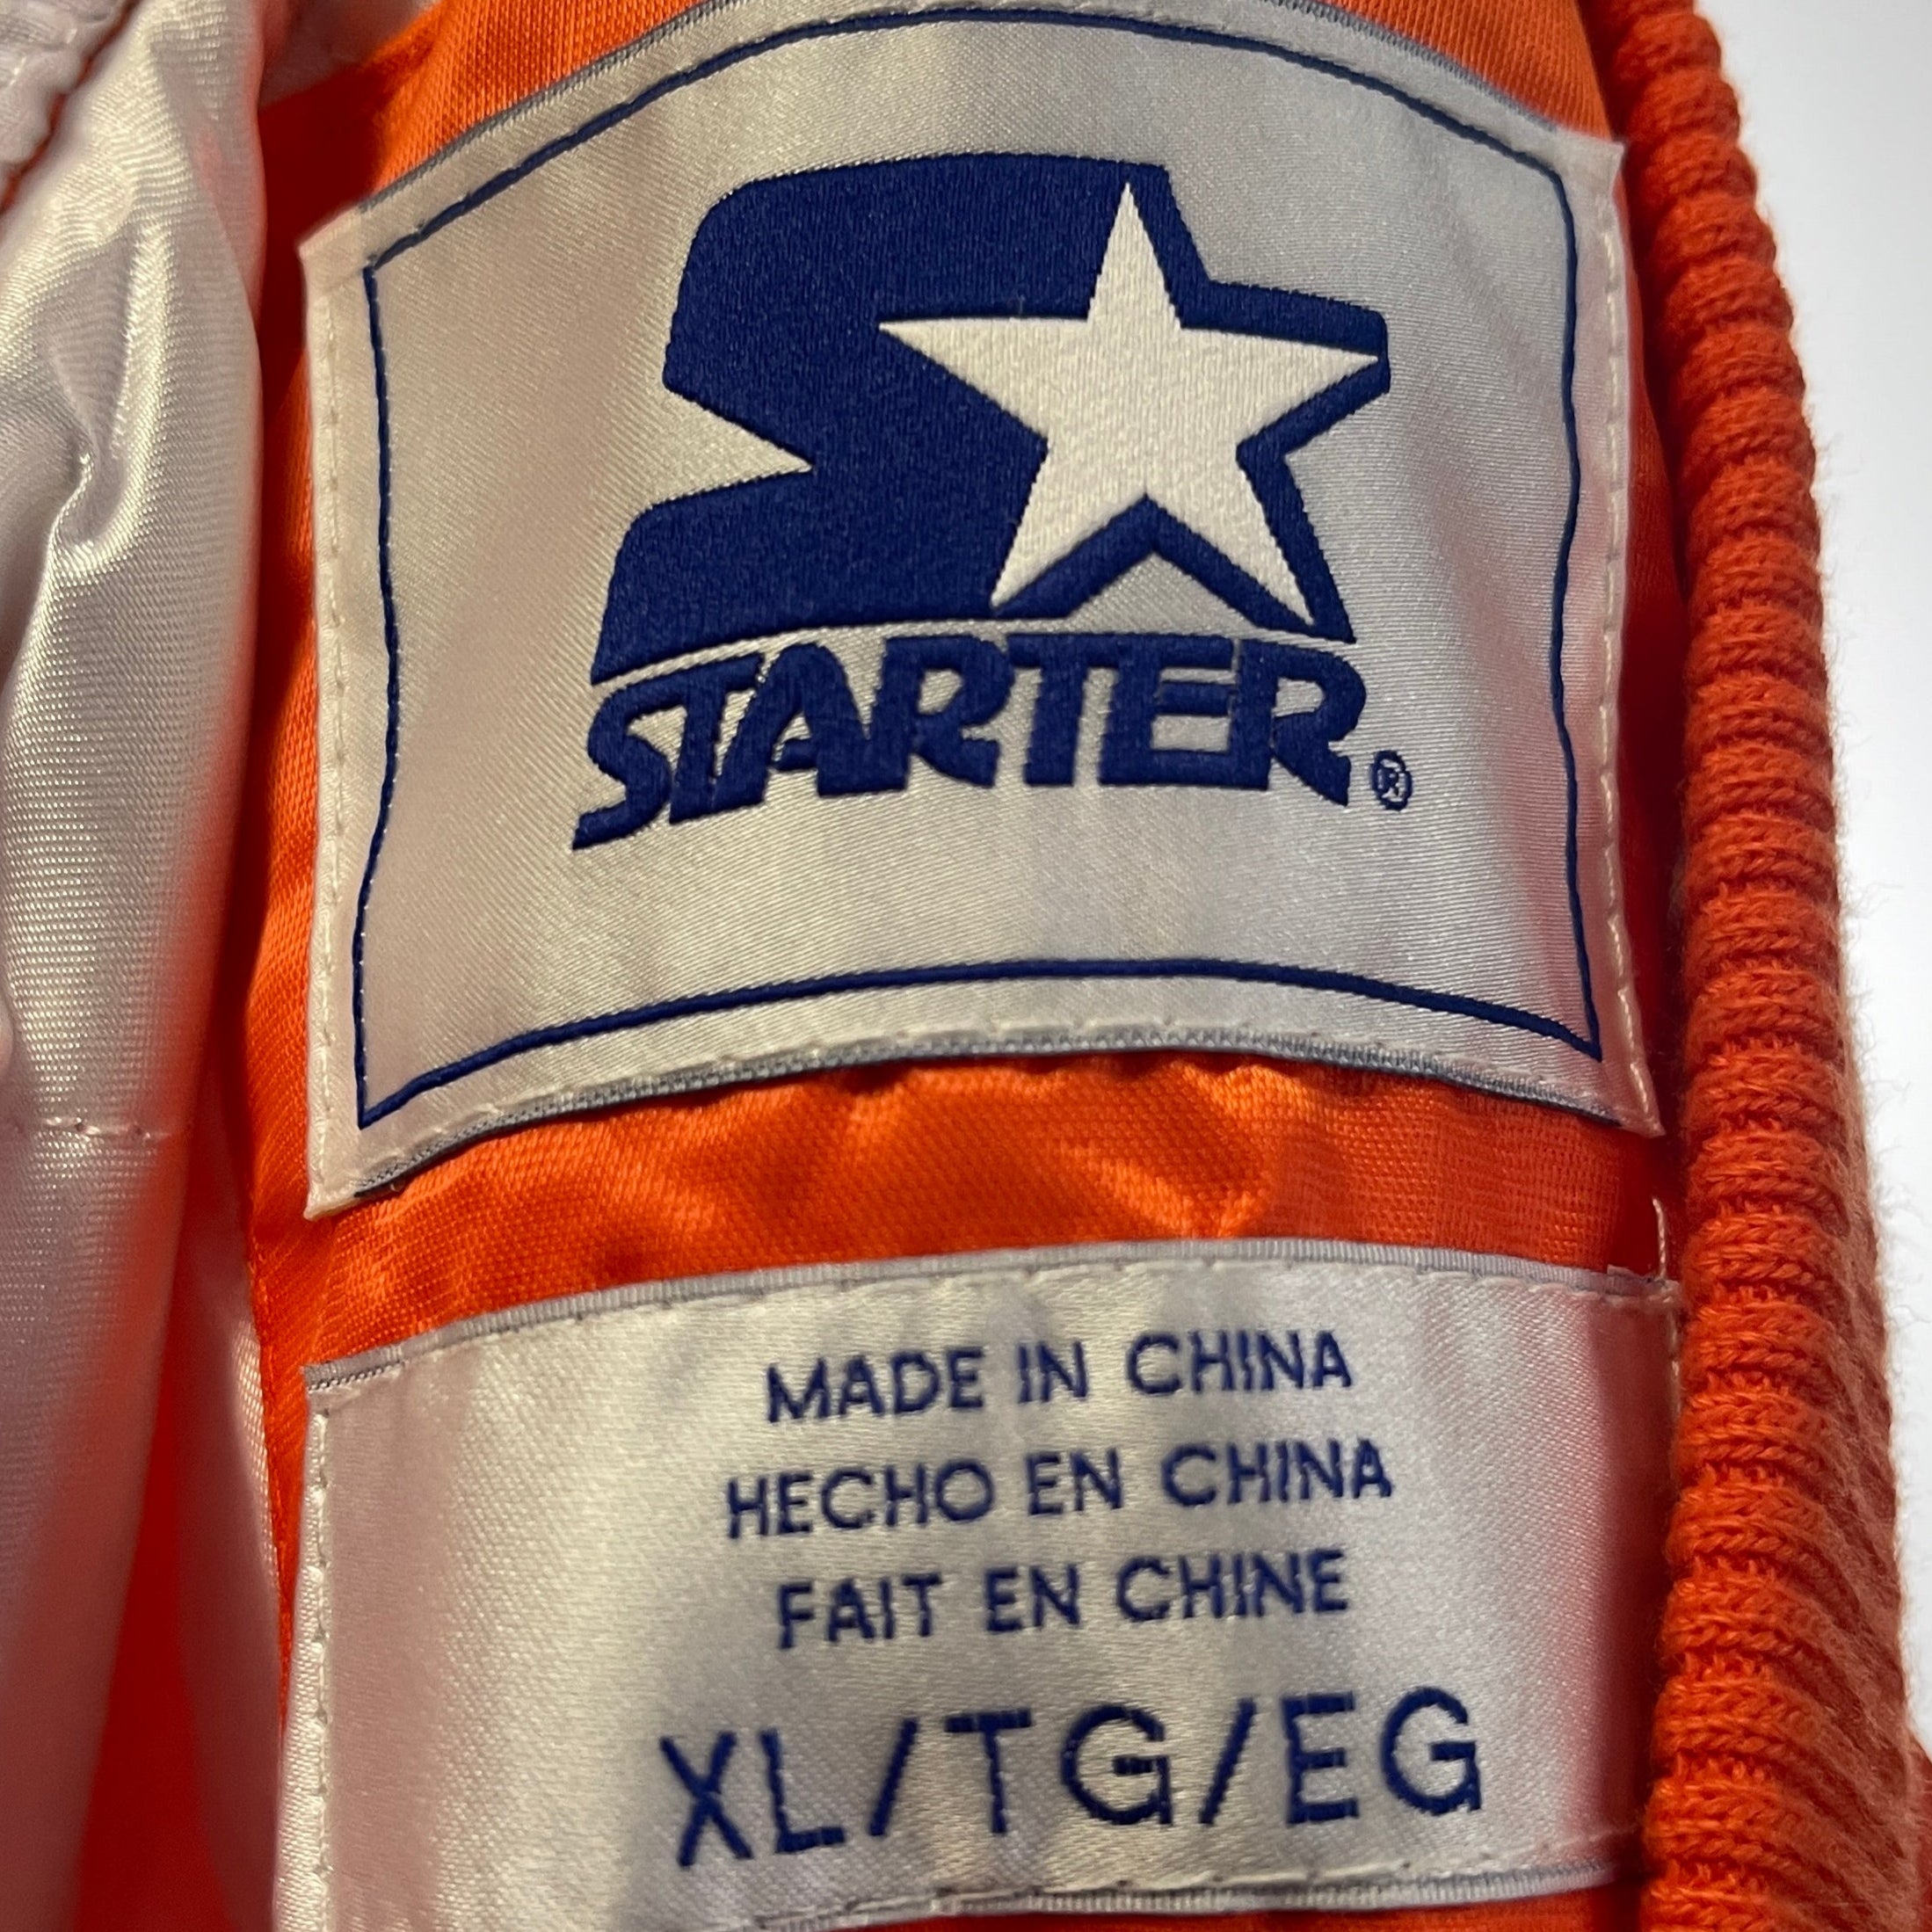 STARTER®
MADE IN CHINA
HECHO EN CHINA
FAIT EN CHINE
XL/TG/EG